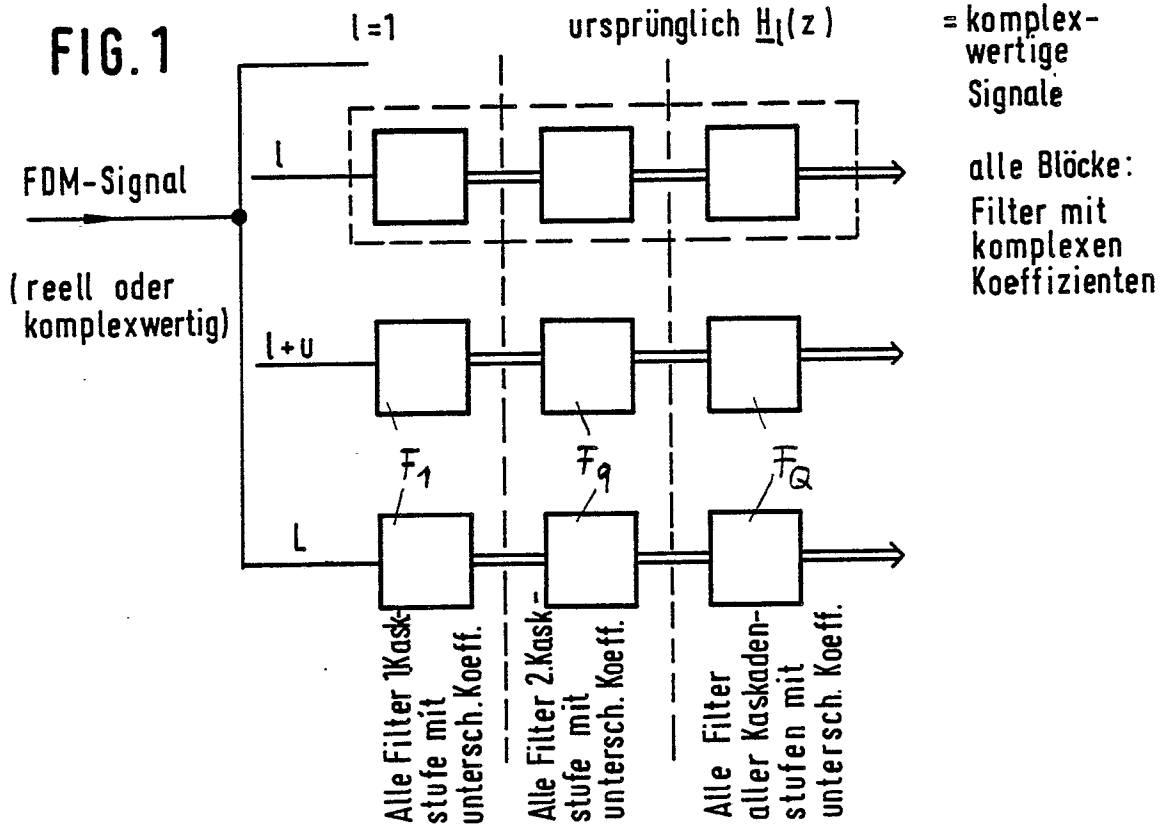 FIG. 1
l=1
ursprünglich H_l(z)
= komplex-
wertige
Signale
alle Blöcke:
Filter mit
komplexen
Koeffizienten
FDM-Signal
(reell oder
komplexwertig)
l
l+u
L
F1
Fq
FQ
Alle Filter 1.Kask-
stufe mit
untersch. Koeff.
Alle Filter 2.Kask-
stufe mit
untersch. Koeff.
Alle Filter
aller Kaskaden-
stufen mit
untersch. Koeff.